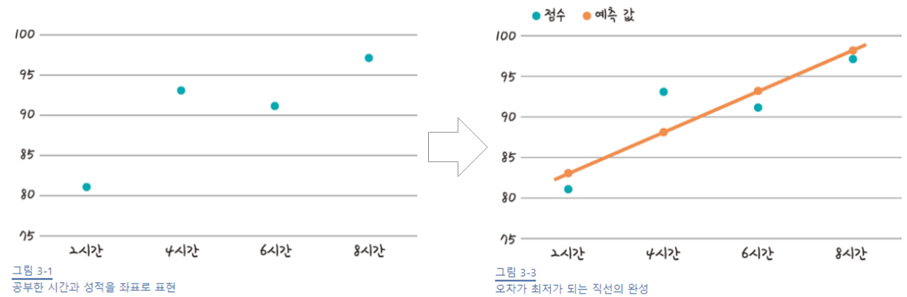 100
95
90
85
80
75
2시간 4시간 6시간 8시간
그림 3-1
공부한 시간과 성적을 좌표로 표현
점수 예측 값
100
95
90
85
80
75
2시간 4시간 6시간 8시간
그림 3-3
오차가 최저가 되는 직선의 완성